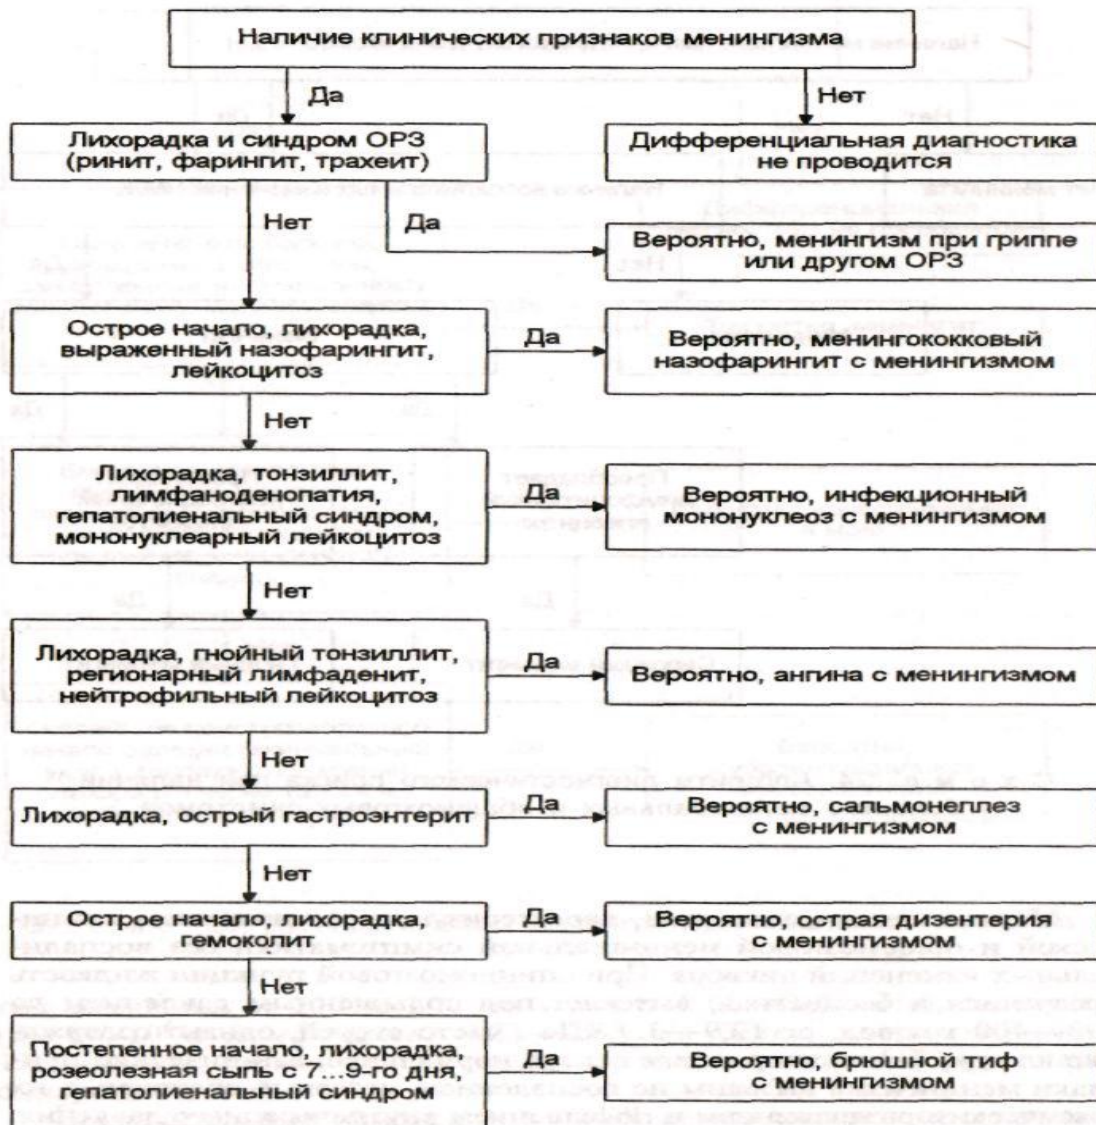 Наличие клинических признаков менингизма
Да
Нет
Лихорадка и синдром ОРЗ
(ринит, фарингит, трахеит)
Дифференциальная диагностика
не проводится
Нет
Да
Вероятно, менингизм при гриппе
или другом ОРЗ
Острое начало, лихорадка,
выраженный назофарингит,
лейкоцитоз
Да
Вероятно, менингококковый
назофарингит с менингизмом
Нет
Лихорадка, тонзиллит,
лимфаноденопатия,
гепатолиенальный синдром,
мононуклеарный лейкоцитоз
Да
Вероятно, инфекционный
мононуклеоз с менингизмом
Нет
Лихорадка, гнойный тонзиллит,
регионарный лимфаденит,
нейтрофильный лейкоцитоз
Да
Вероятно, ангина с менингизмом
Нет
Лихорадка, острый гастроэнтерит
Да
Вероятно, сальмонеллез
с менингизмом
Нет
Острое начало, лихорадка,
гемоколит
Да
Вероятно, острая дизентерия
с менингизмом
Нет
Постепенное начало, лихорадка,
розеолезная сыпь с 7...9-го дня,
гепатолиенальный синдром
Да
Вероятно, брюшной тиф
с менингизмом